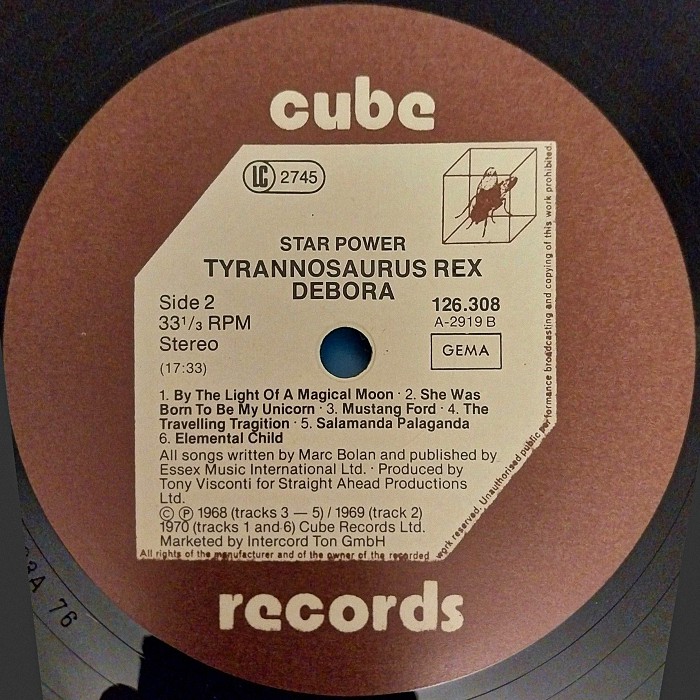 cube
LC 2745
STAR POWER
TYRANNOSAURUS REX
DEBORA
Side 2
33 1/3 RPM
Stereo
(17:33)
126.308
A-2919 B
GEMA
1. By The Light Of A Magical Moon · 2. She Was
Born To Be My Unicorn · 3. Mustang Ford · 4. The
Travelling Tragition · 5. Salamanda Palaganda
6. Elemental Child
All songs written by Marc Bolan and published by
Essex Music International Ltd. · Produced by
Tony Visconti for Straight Ahead Productions
Ltd.
© ℗ 1968 (tracks 3 — 5) / 1969 (track 2)
1970 (tracks 1 and 6) Cube Records Ltd.
Marketed by Intercord Ton GmbH
All rights of the manufacturer and of the owner of the recorded
work reserved. Unauthorised public performance broadcasting and copying of this work prohibited.
records
A 76